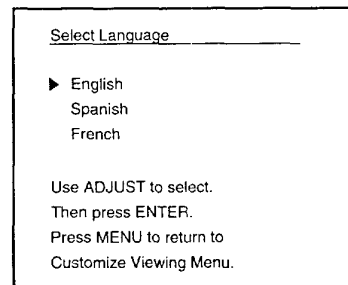 Select Language
English
Spanish
French
Use ADJUST to select.
Then press ENTER.
Press MENU to return to
Customize Viewing Menu.